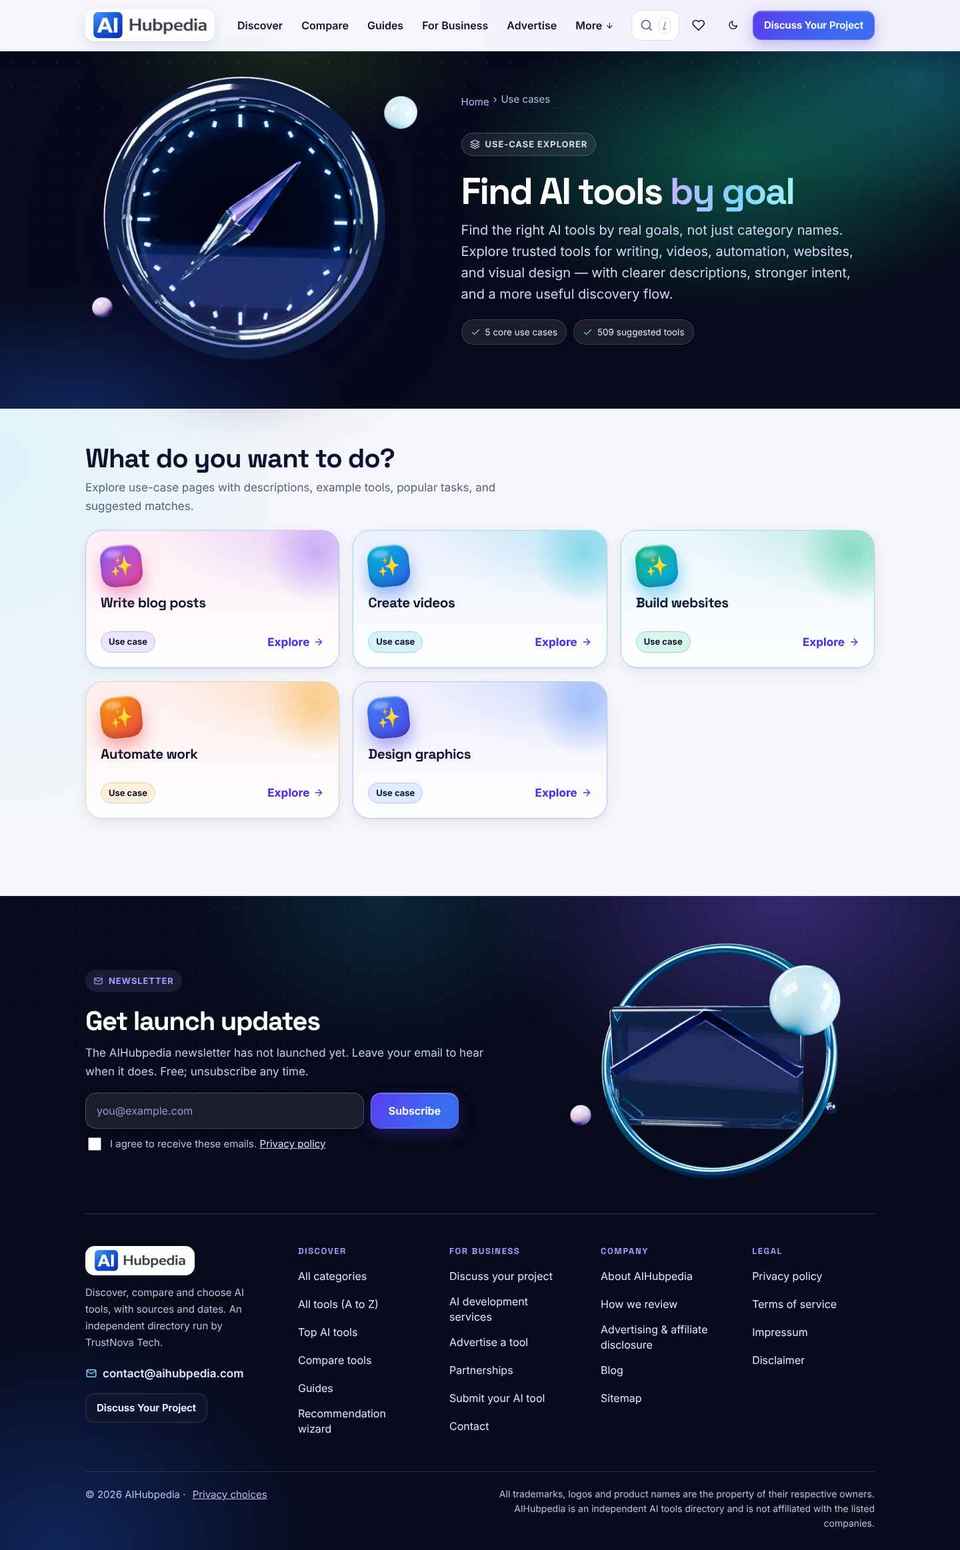 AI Hubpedia
Discover
Compare
Guides
For Business
Advertise
More ↓
/
Discuss Your Project
Home › Use cases
USE-CASE EXPLORER
Find AI tools by goal
Find the right AI tools by real goals, not just category names.
Explore trusted tools for writing, videos, automation, websites,
and visual design — with clearer descriptions, stronger intent,
and a more useful discovery flow.
5 core use cases
509 suggested tools
What do you want to do?
Explore use-case pages with descriptions, example tools, popular tasks, and
suggested matches.
Write blog posts
Use case
Explore →
Create videos
Use case
Explore →
Build websites
Use case
Explore →
Automate work
Use case
Explore →
Design graphics
Use case
Explore →
NEWSLETTER
Get launch updates
The AIHubpedia newsletter has not launched yet. Leave your email to hear
when it does. Free; unsubscribe any time.
you@example.com
Subscribe
I agree to receive these emails. Privacy policy
AI Hubpedia
Discover, compare and choose AI
tools, with sources and dates. An
independent directory run by
TrustNova Tech.
contact@aihubpedia.com
Discuss Your Project
DISCOVER
All categories
All tools (A to Z)
Top AI tools
Compare tools
Guides
Recommendation
wizard
FOR BUSINESS
Discuss your project
AI development
services
Advertise a tool
Partnerships
Submit your AI tool
Contact
COMPANY
About AIHubpedia
How we review
Advertising & affiliate
disclosure
Blog
Sitemap
LEGAL
Privacy policy
Terms of service
Impressum
Disclaimer
© 2026 AIHubpedia · Privacy choices
All trademarks, logos and product names are the property of their respective owners.
AIHubpedia is an independent AI tools directory and is not affiliated with the listed
companies.